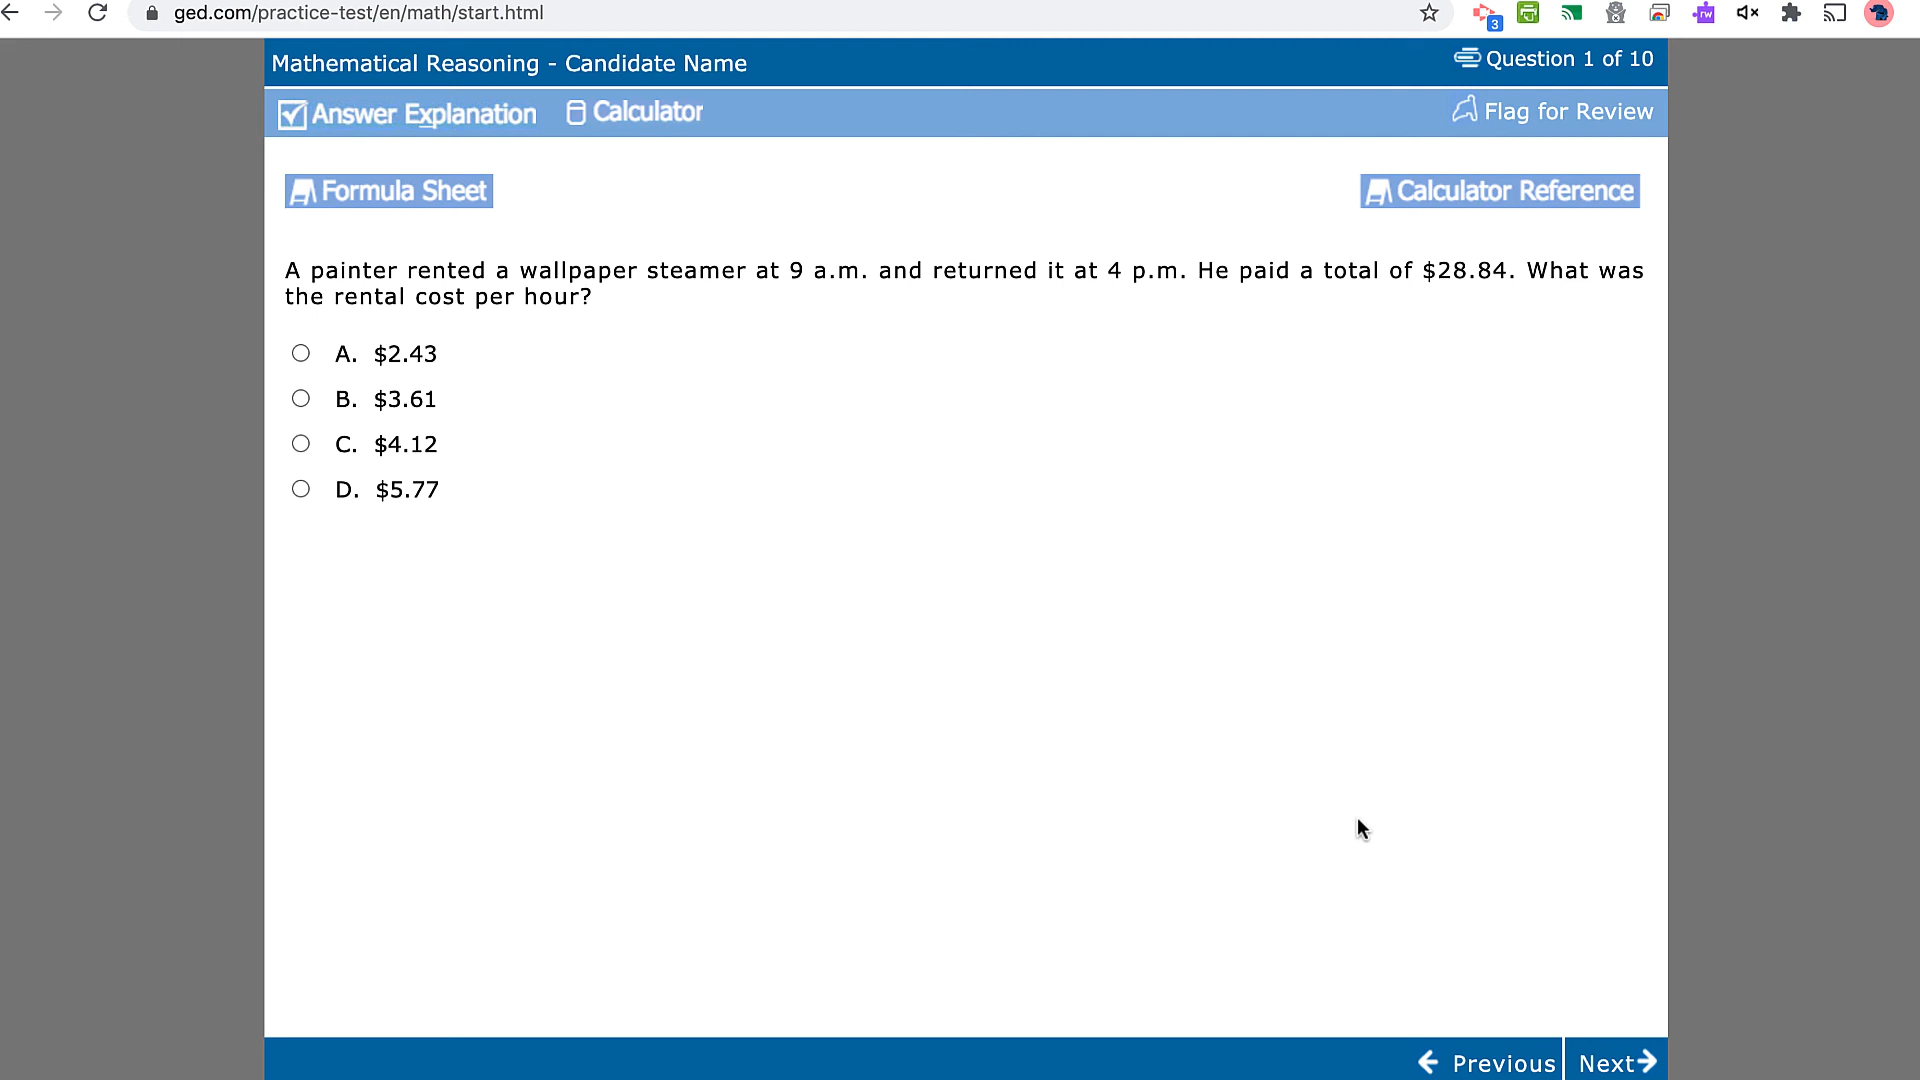 ged.com/practice-test/en/math/start.html
3
rw
Mathematical Reasoning - Candidate Name
Question 1 of 10
Answer Explanation
Calculator
Flag for Review
Formula Sheet
Calculator Reference
A painter rented a wallpaper steamer at 9 a.m. and returned it at 4 p.m. He paid a total of $28.84. What was
the rental cost per hour?
A. $2.43
B. $3.61
C. $4.12
D. $5.77
Previous
Next